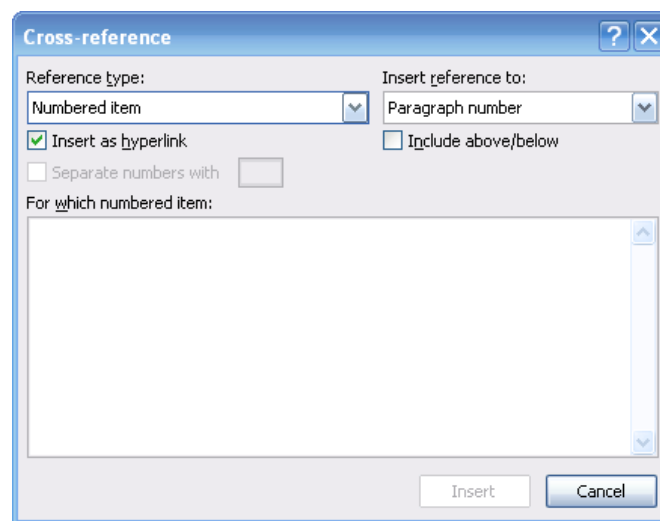 Cross-reference
Reference type: Insert reference to:
Numbered item Paragraph number
Insert as hyperlink Include above/below
Separate numbers with
For which numbered item:
Insert Cancel